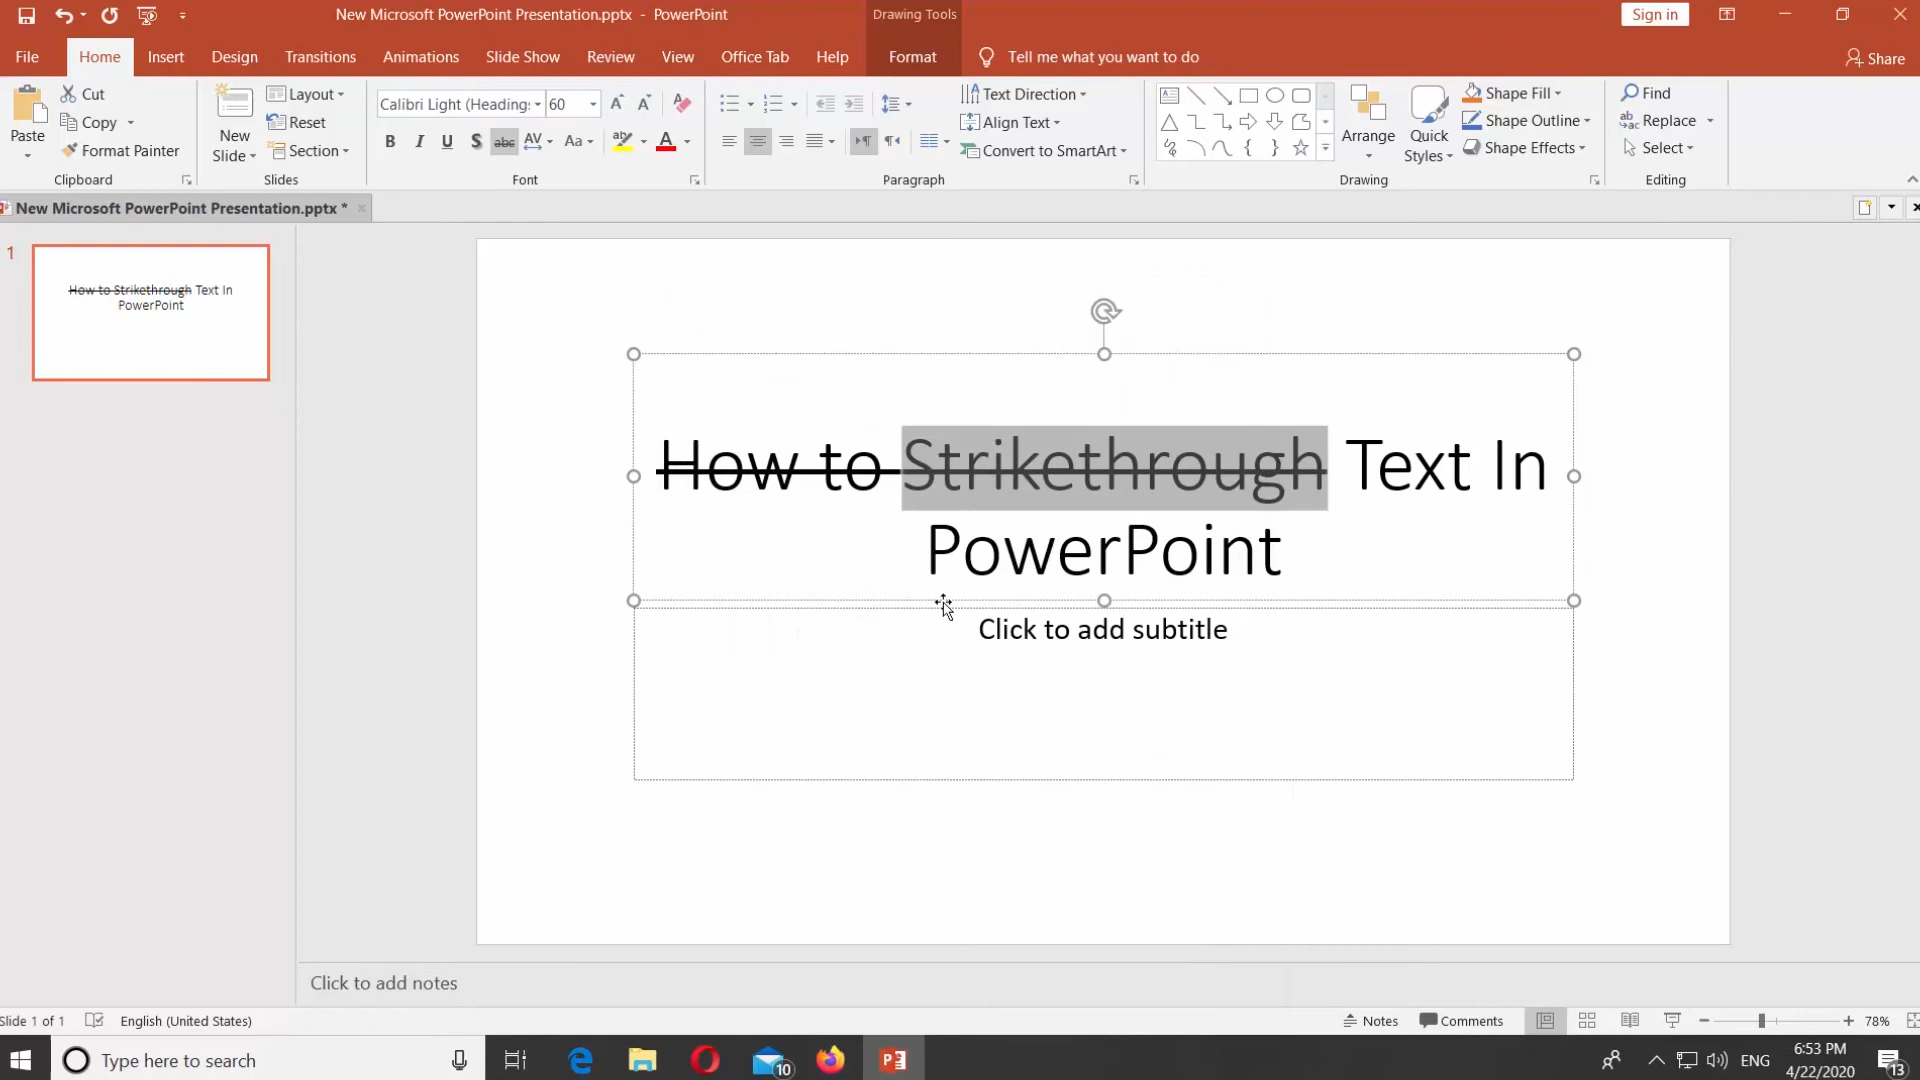 New Microsoft PowerPoint Presentation.pptx - PowerPoint
Drawing Tools
Sign in
File Home Insert Design Transitions Animations Slide Show Review View Office Tab Help Format Tell me what you want to do Share
Paste
Cut
Copy
Format Painter
Clipboard
New Slide
Layout
Reset
Section
Slides
Calibri Light (Headings 60
B I U S abc AV Aa A
Font
Text Direction
Align Text
Convert to SmartArt
Paragraph
Arrange
Quick Styles
Shape Fill
Shape Outline
Shape Effects
Drawing
Find
Replace
Select
Editing
New Microsoft PowerPoint Presentation.pptx *
1
How to Strikethrough Text In
PowerPoint
How to Strikethrough Text In
PowerPoint
Click to add subtitle
Click to add notes
Slide 1 of 1 English (United States) Notes Comments 78%
Type here to search
10
ENG
6:53 PM
4/22/2020
13